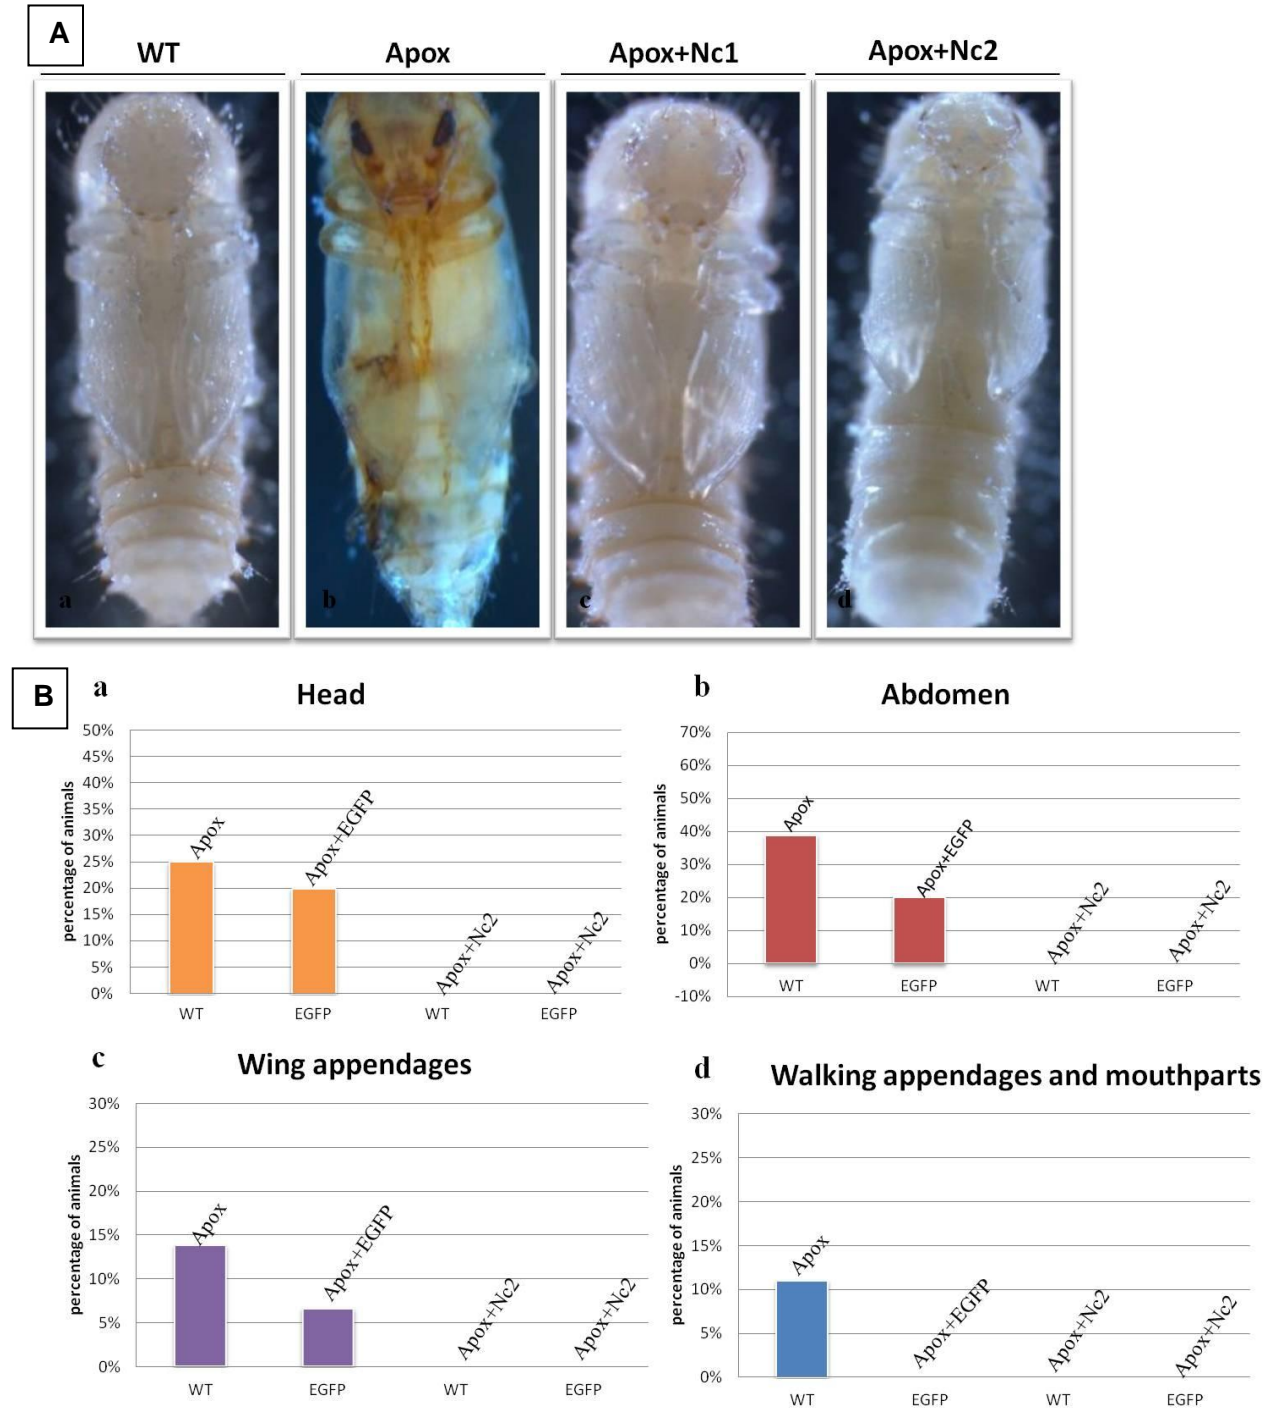 A
WT
Apox
Apox+Nc1
Apox+Nc2
a
b
c
d
B
a
Head
percentage of animals
50%
45%
40%
35%
30%
25%
20%
15%
10%
5%
0%
Apox
Apox+EGFP
Apox+Nc2
Apox+Nc2
WT
EGFP
WT
EGFP
b
Abdomen
percentage of animals
70%
60%
50%
40%
30%
20%
10%
0%
-10%
Apox
Apox+EGFP
Apox+Nc2
Apox+Nc2
WT
EGFP
WT
EGFP
c
Wing appendages
percentage of animals
30%
25%
20%
15%
10%
5%
0%
Apox
Apox+EGFP
Apox+Nc2
Apox+Nc2
WT
EGFP
WT
EGFP
d
Walking appendages and mouthparts
percentage of animals
30%
25%
20%
15%
10%
5%
0%
Apox
Apox+EGFP
Apox+Nc2
Apox+Nc2
WT
EGFP
WT
EGFP